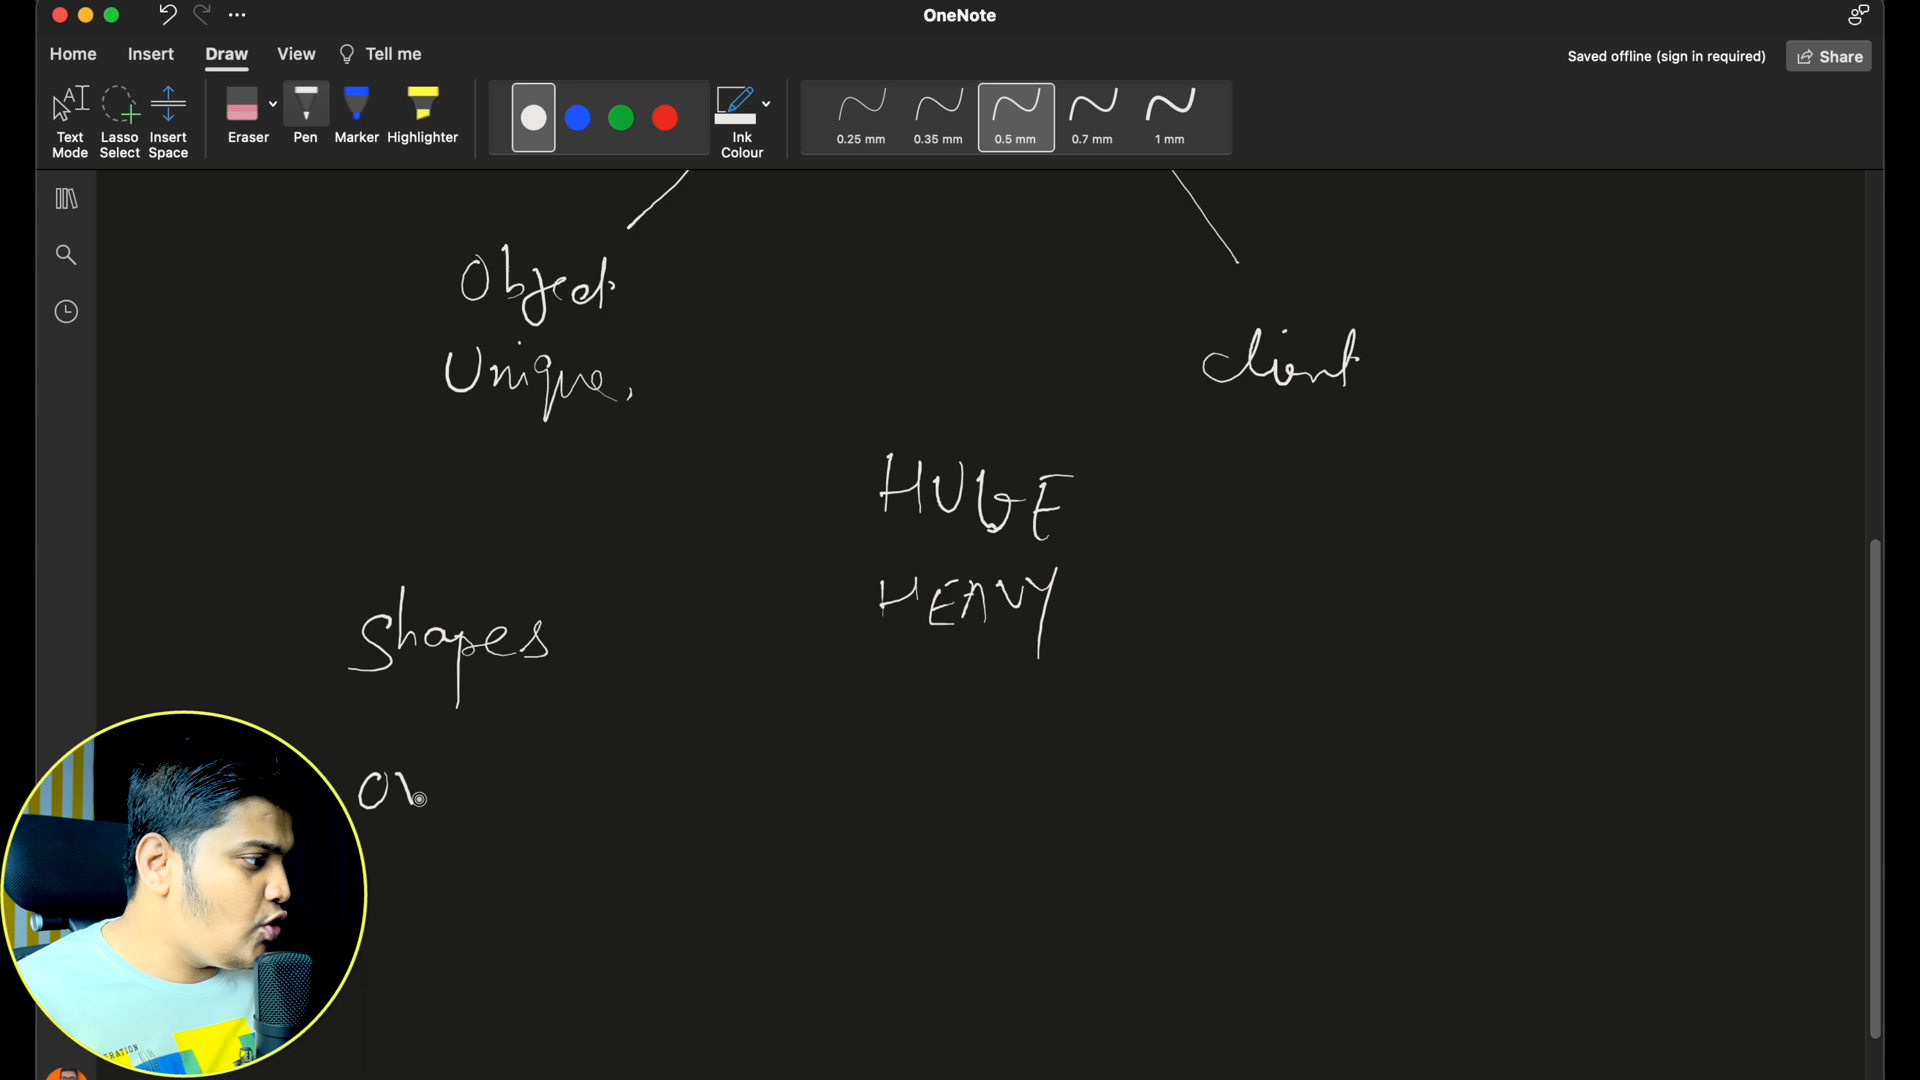 OneNote
Home Insert Draw View Tell me
Saved offline (sign in required) Share
Text Mode
Lasso Select
Insert Space
Eraser
Pen
Marker
Highlighter
Ink Colour
0.25 mm
0.35 mm
0.5 mm
0.7 mm
1 mm
Object
Unique,
client
HUGE
HEAVY
Shapes